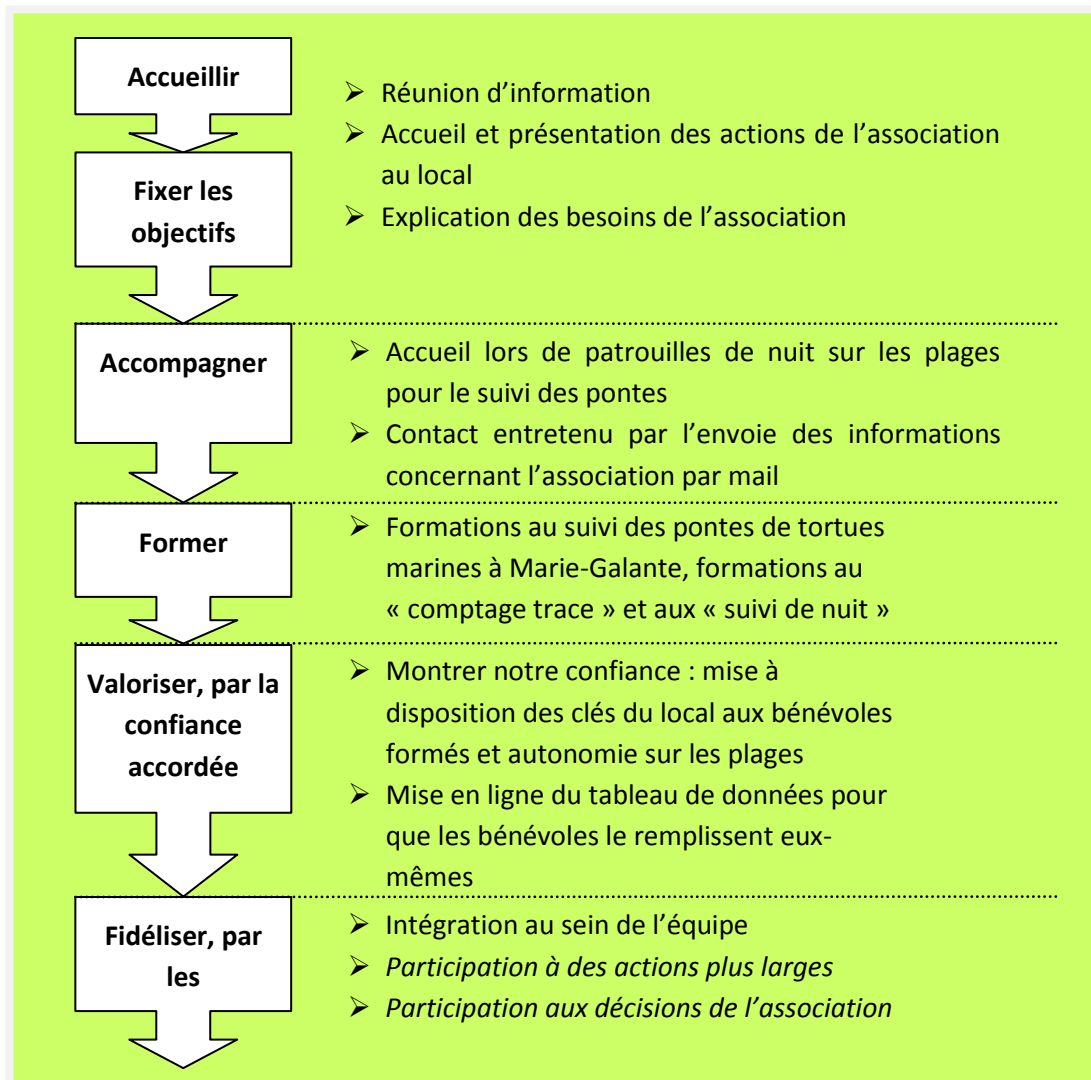 Accueillir
➢ Réunion d’information
➢ Accueil et présentation des actions de l’association
au local
➢ Explication des besoins de l’association
Fixer les
objectifs
Accompagner
➢ Accueil lors de patrouilles de nuit sur les plages
pour le suivi des pontes
➢ Contact entretenu par l’envoie des informations
concernant l’association par mail
Former
➢ Formations au suivi des pontes de tortues
marines à Marie-Galante, formations au
« comptage trace » et aux « suivi de nuit »
Valoriser, par la
confiance
accordée
➢ Montrer notre confiance : mise à
disposition des clés du local aux bénévoles
formés et autonomie sur les plages
➢ Mise en ligne du tableau de données pour
que les bénévoles le remplissent eux-
mêmes
Fidéliser, par
les
➢ Intégration au sein de l’équipe
➢ Participation à des actions plus larges
➢ Participation aux décisions de l’association